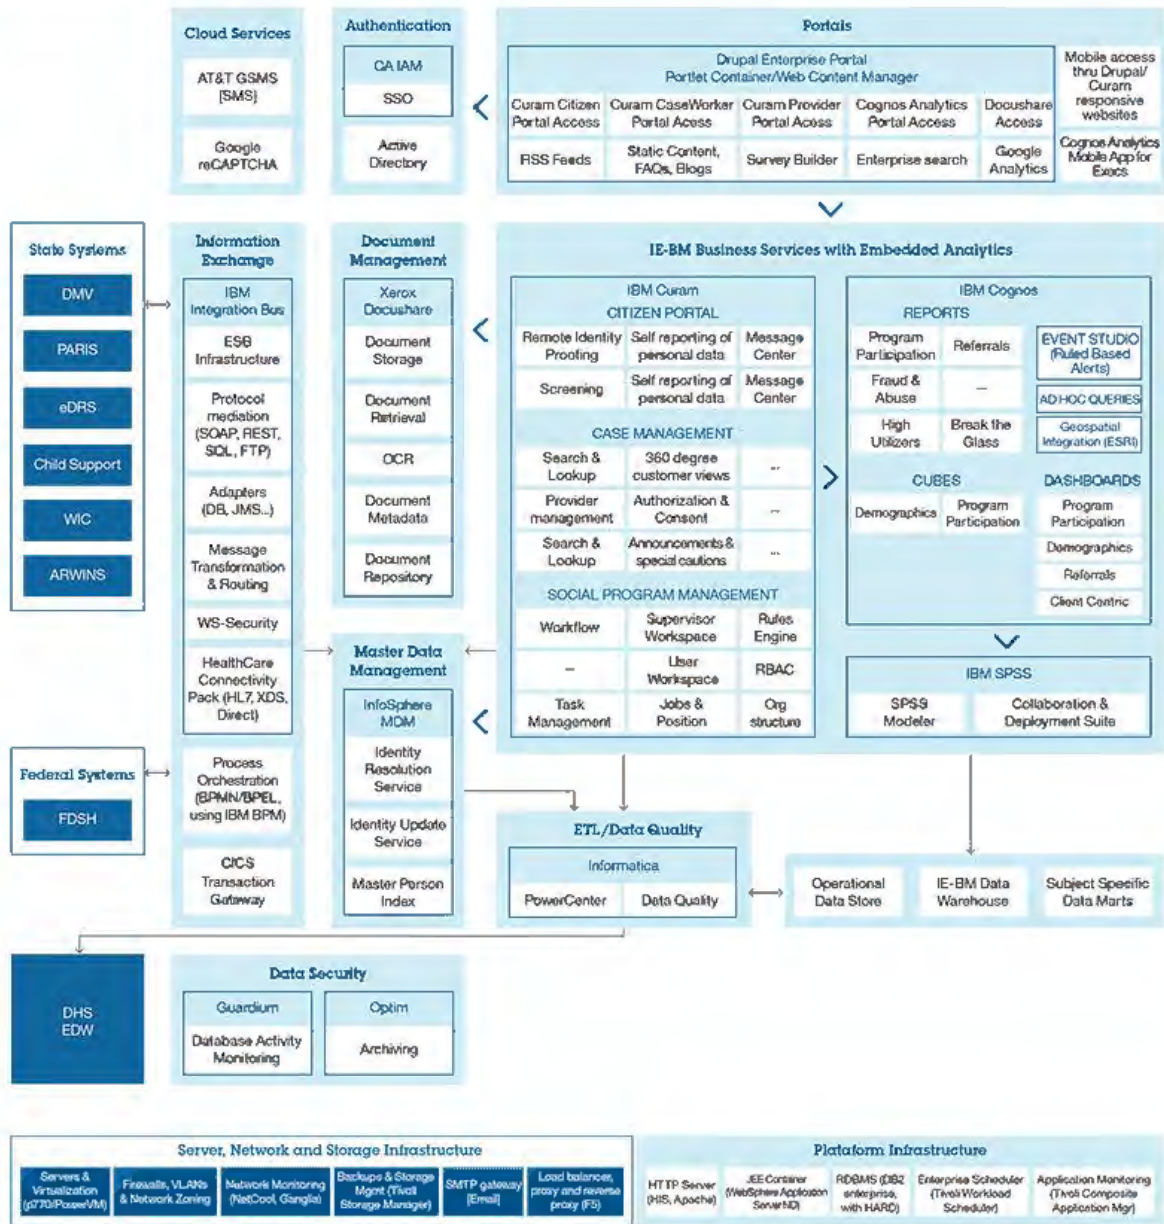 Cloud Services
AT&T GSMS
[SMS]
Google
reCAPTCHA
Authentication
CA IAM
SSO
Active
Directory
Portals
Drupal Enterprise Portal
Portlet Container/Web Content Manager
Curam Citizen
Portal Access
Curam CaseWorker
Portal Acess
Curam Provider
Portal Acess
Cognos Analytics
Portal Access
Docushare
Access
RSS Feeds
Static Content,
FAQs, Blogs
Survey Builder
Enterprise search
Google
Analytics
Mobile access
thru Drupal/
Curam
responsive
websites
Cognos Analytics
Mobile App for
Execs
State Systems
DMV
PARIS
eDRS
Child Support
WIC
ARWINS
Information
Exchange
IBM
Integration Bus
ESB
Infrastructure
Protocol
mediation
(SOAP, REST,
SQL, FTP)
Adapters
(DB, JMS...)
Message
Transformation
& Routing
WS-Security
HealthCare
Connectivity
Pack (HL7, XDS,
Direct)
Process
Orchestration
(BPMN/BPEL,
using IBM BPM)
CICS
Transaction
Gateway
Document
Management
Xerox
Docushare
Document
Storage
Document
Retrieval
OCR
Document
Metadata
Document
Repository
Master Data
Management
InfoSphere
MDM
Identity
Resolution
Service
Identity Update
Service
Master Person
Index
IE-BM Business Services with Embedded Analytics
IBM Curam
CITIZEN PORTAL
Remote Identity
Proofing
Self reporting of
personal data
Message
Center
Screening
Self reporting of
personal data
Message
Center
CASE MANAGEMENT
Search &
Lookup
360 degree
customer views
...
Provider
management
Authorization &
Consent
...
Search &
Lookup
Announcements &
special cautions
...
SOCIAL PROGRAM MANAGEMENT
Workflow
Supervisor
Workspace
Rules
Engine
...
User
Workspace
RBAC
Task
Management
Jobs &
Position
Org
structure
IBM Cognos
REPORTS
Program
Participation
Referrals
Fraud &
Abuse
...
High
Utilizers
Break the
Glass
EVENT STUDIO
(Ruled Based
Alerts)
AD HOC QUERIES
Geospatial
Integration (ESRI)
CUBES
Demographics
Program
Participation
DASHBOARDS
Program
Participation
Demographics
Referrals
Client Centric
IBM SPSS
SPSS
Modeler
Collaboration &
Deployment Suite
Federal Systems
FDSH
ETL/Data Quality
Informatica
PowerCenter
Data Quality
Operational
Data Store
IE-BM Data
Warehouse
Subject Specific
Data Marts
DHS
EDW
Data Security
Guardium
Database Activity
Monitoring
Optim
Archiving
Server, Network and Storage Infrastructure
Servers &
Virtualization
(p770/PowerVM)
Firewalls, VLANs
& Network Zoning
Network Monitoring
(NetCool, Ganglia)
Backups & Storage
Mgmt (Tivoli
Storage Manager)
SMTP gateway
[Email]
Load balancer,
proxy and reverse
proxy (F5)
Plataform Infrastructure
HTTP Server
(HIS, Apache)
JEE Container
(WebSphere Application
Server ND)
RDBMS (DB2
enterprise,
with HARD)
Enterprise Scheduler
(Tivoli Workload
Scheduler)
Application Monitoring
(Tivoli Composite
Application Mgr)